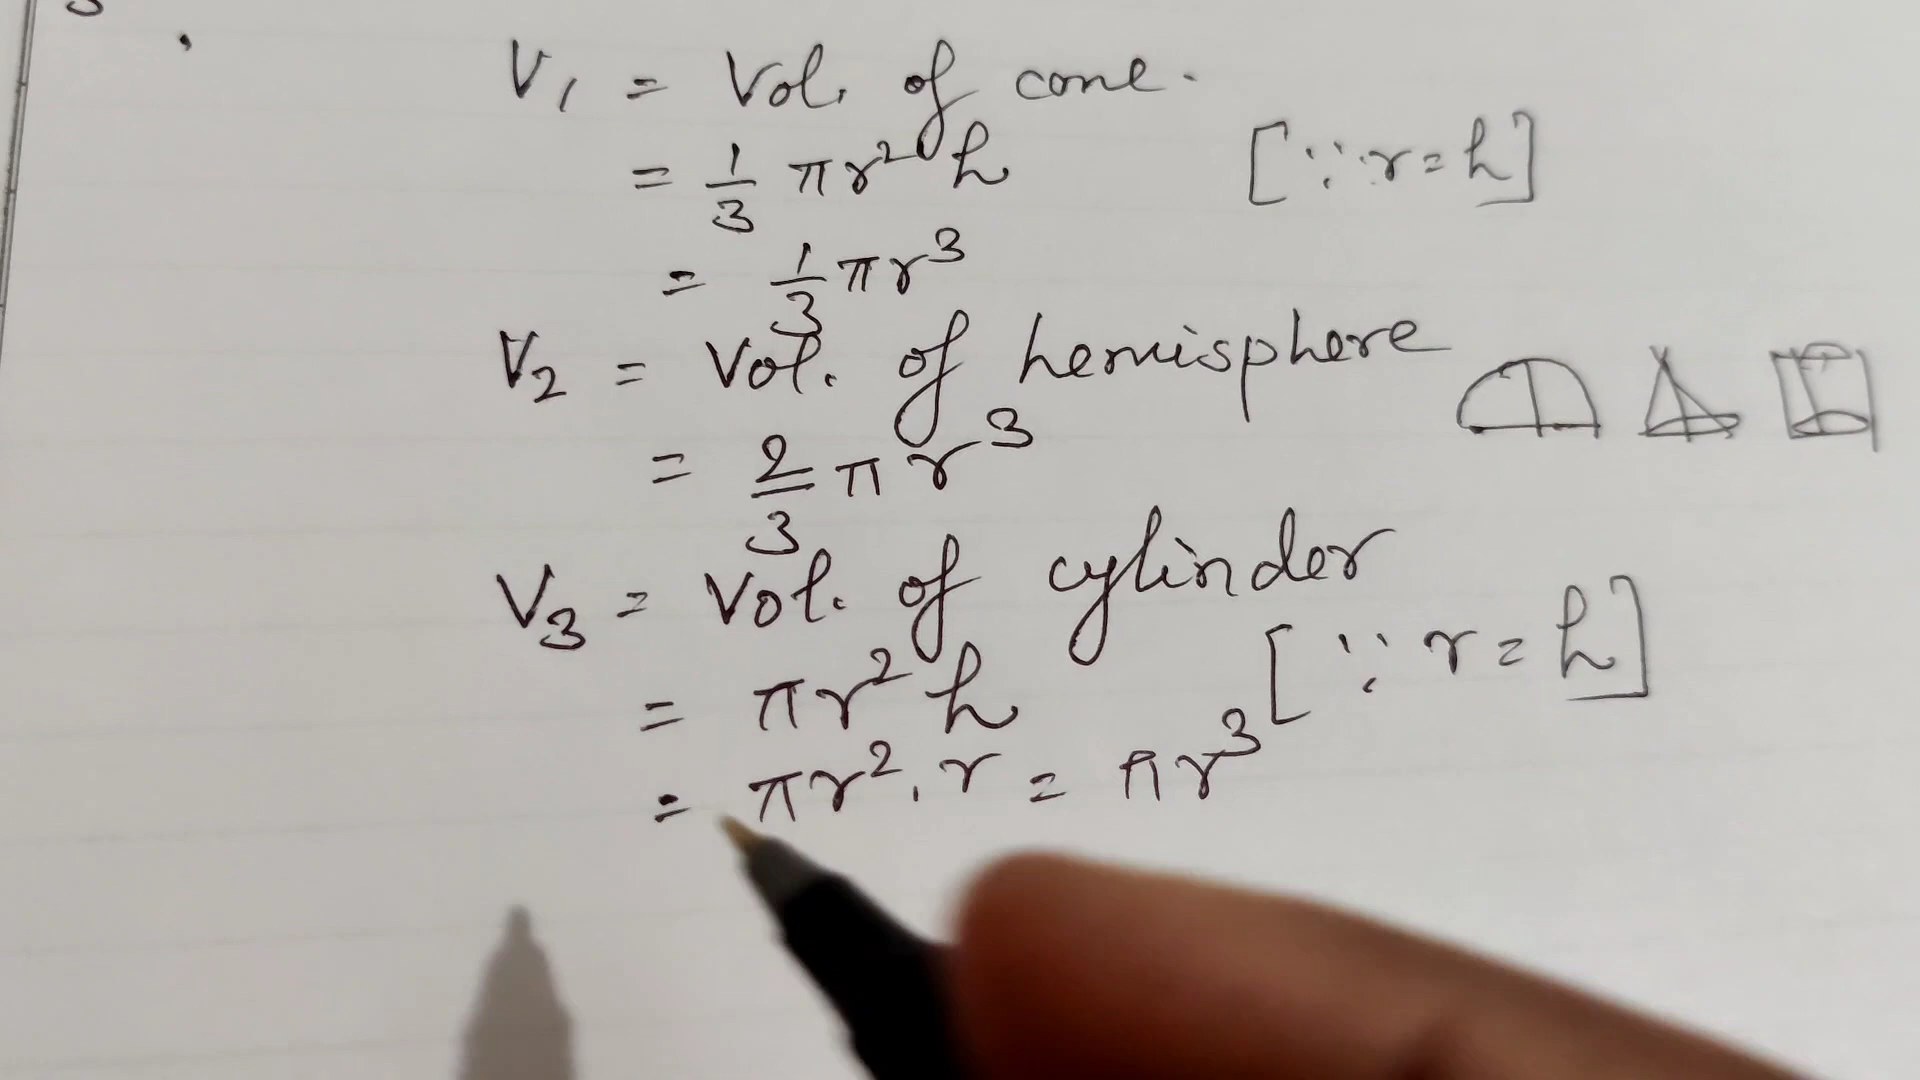 V₁ = Vol. of cone.
= 1/3 πr²h [∵ r = h]
= 1/3 πr³
V₂ = Vol. of hemisphere
= 2/3 πr³
V₃ = Vol. of cylinder
= πr²h [∵ r = h]
= πr².r = πr³